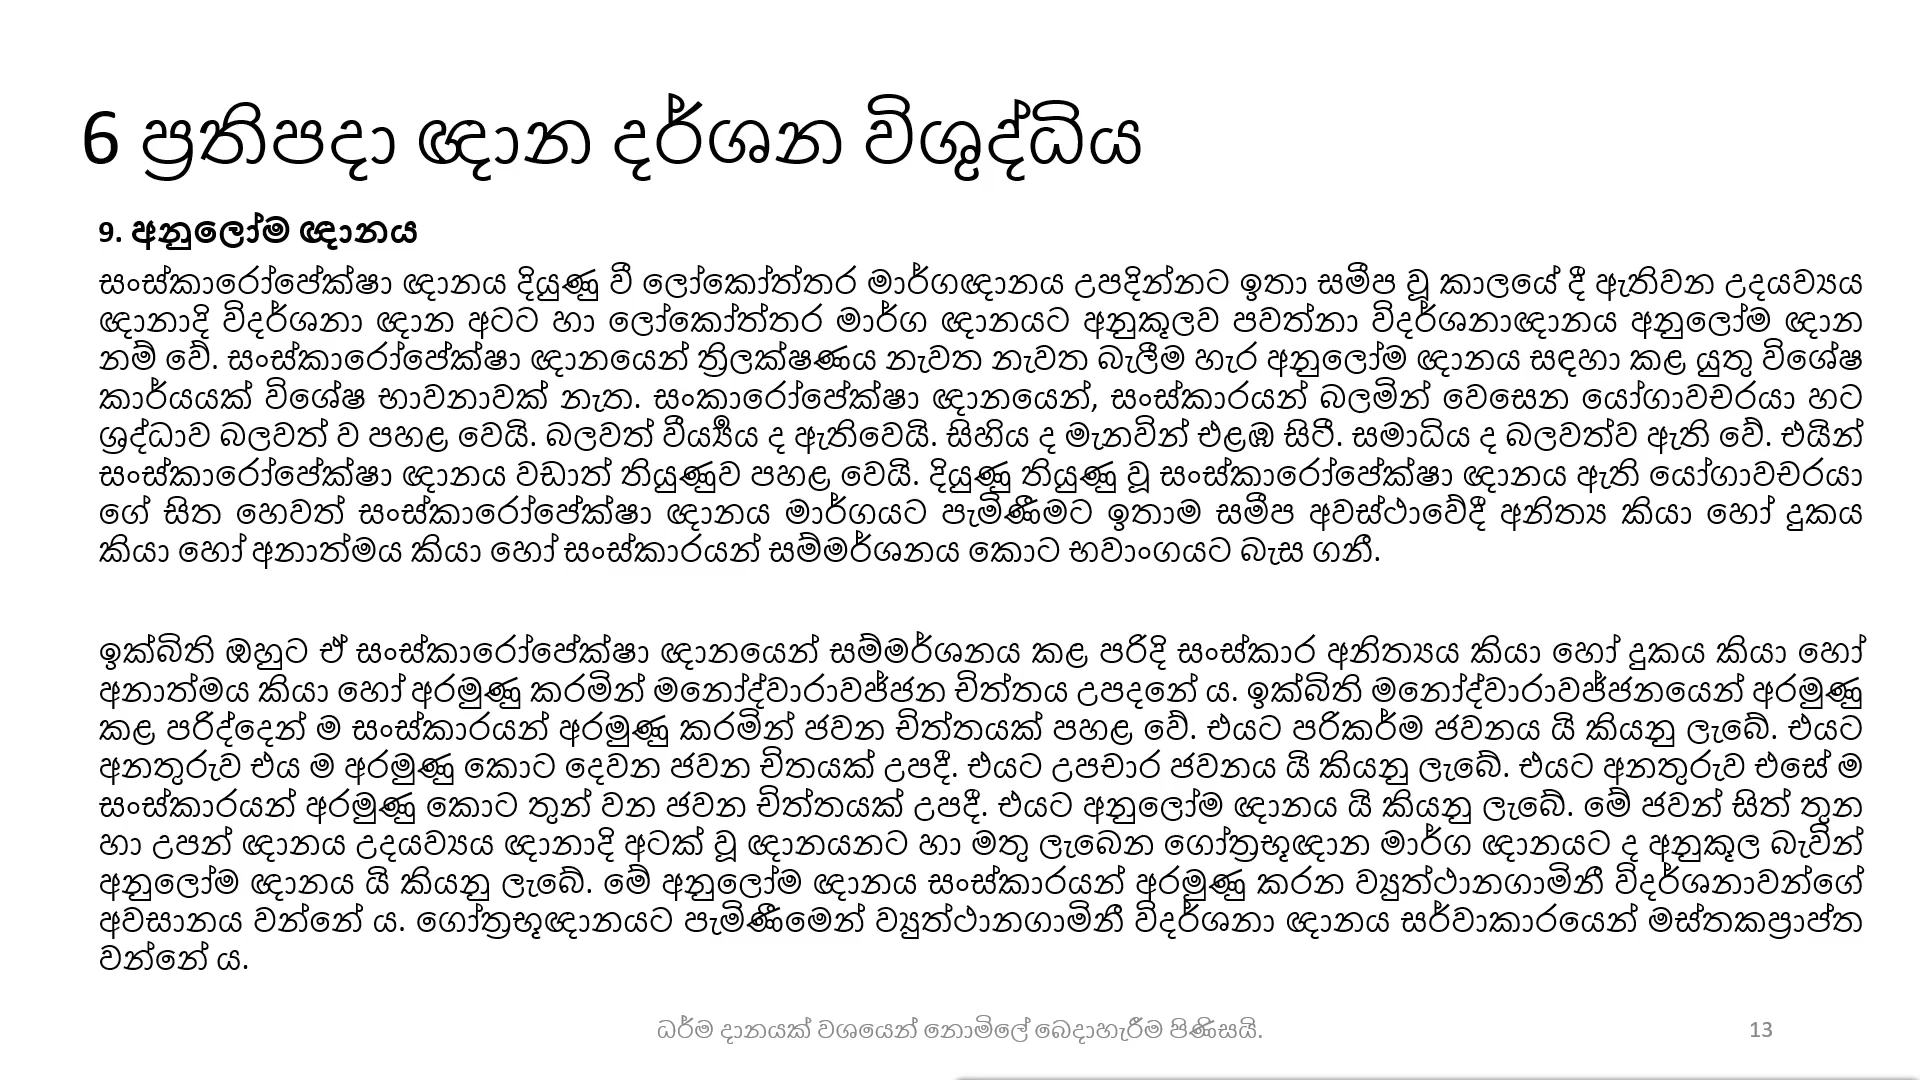 6 ප්‍රතිපදා ඥාන දර්ශන විශුද්ධිය
9. අනුලෝම ඥානය
සංස්කාරෝපේක්ෂා ඥානය දියුණු වී ලෝකෝත්තර මාර්ගඥානය උපදින්නට ඉතා සමීප වූ කාලයේ දී ඇතිවන උදයව්‍යය
ඥානාදි විදර්ශනා ඥාන අටට හා ලෝකෝත්තර මාර්ග ඥානයට අනුකූලව පවත්නා විදර්ශනාඥානය අනුලෝම ඥාන
නම් වේ. සංස්කාරෝපේක්ෂා ඥානයෙන් ත්‍රිලක්ෂණය නැවත නැවත බැලීම හැර අනුලෝම ඥානය සඳහා කළ යුතු විශේෂ
කාර්යයක් විශේෂ භාවනාවක් නැත. සංකාරෝපේක්ෂා ඥානයෙන්, සංස්කාරයන් බලමින් වෙසෙන යෝගාවචරයා හට
ශ්‍රද්ධාව බලවත් ව පහළ වෙයි. බලවත් වීර්‍ය්‍යය ද ඇතිවෙයි. සිහිය ද මැනවින් එළඹ සිටී. සමාධිය ද බලවත්ව ඇති වේ. එයින්
සංස්කාරෝපේක්ෂා ඥානය වඩාත් තියුණුව පහළ වෙයි. දියුණු තියුණු වූ සංස්කාරෝපේක්ෂා ඥානය ඇති යෝගාවචරයා
ගේ සිත හෙවත් සංස්කාරෝපේක්ෂා ඥානය මාර්ගයට පැමිණීමට ඉතාම සමීප අවස්ථාවේදී අනිත්‍ය කියා හෝ දුකය
කියා හෝ අනාත්මය කියා හෝ සංස්කාරයන් සම්මර්ශනය කොට භවාංගයට බැස ගනී.
ඉක්බිති ඔහුට ඒ සංස්කාරෝපේක්ෂා ඥානයෙන් සම්මර්ශනය කළ පරිදි සංස්කාර අනිත්‍යය කියා හෝ දුකය කියා හෝ
අනාත්මය කියා හෝ අරමුණු කරමින් මනෝද්වාරාවජ්ජන චිත්තය උපදනේ ය. ඉක්බිති මනෝද්වාරාවජ්ජනයෙන් අරමුණු
කළ පරිද්දෙන් ම සංස්කාරයන් අරමුණු කරමින් ජවන චිත්තයක් පහළ වේ. එයට පරිකර්ම ජවනය යි කියනු ලැබේ. එයට
අනතුරුව එය ම අරමුණු කොට දෙවන ජවන චිතයක් උපදී. එයට උපචාර ජවනය යි කියනු ලැබේ. එයට අනතුරුව එසේ ම
සංස්කාරයන් අරමුණු කොට තුන් වන ජවන චිත්තයක් උපදී. එයට අනුලෝම ඥානය යි කියනු ලැබේ. මේ ජවන් සිත් තුන
හා උපන් ඥානය උදයව්‍යය ඥානාදි අටක් වූ ඥානයනට හා මතු ලැබෙන ගෝත්‍රභූඥාන මාර්ග ඥානයට ද අනුකූල බැවින්
අනුලෝම ඥානය යි කියනු ලැබේ. මේ අනුලෝම ඥානය සංස්කාරයන් අරමුණු කරන ව්‍යුත්ථානගාමිනී විදර්ශනාවන්ගේ
අවසානය වන්නේ ය. ගෝත්‍රභූඥානයට පැමිණීමෙන් ව්‍යුත්ථානගාමිනී විදර්ශනා ඥානය සර්වාකාරයෙන් මස්තකප්‍රාප්ත
වන්නේ ය.
ධර්ම දානයක් වශයෙන් නොමිලේ බෙදාහැරීම පිණිසයි.
13